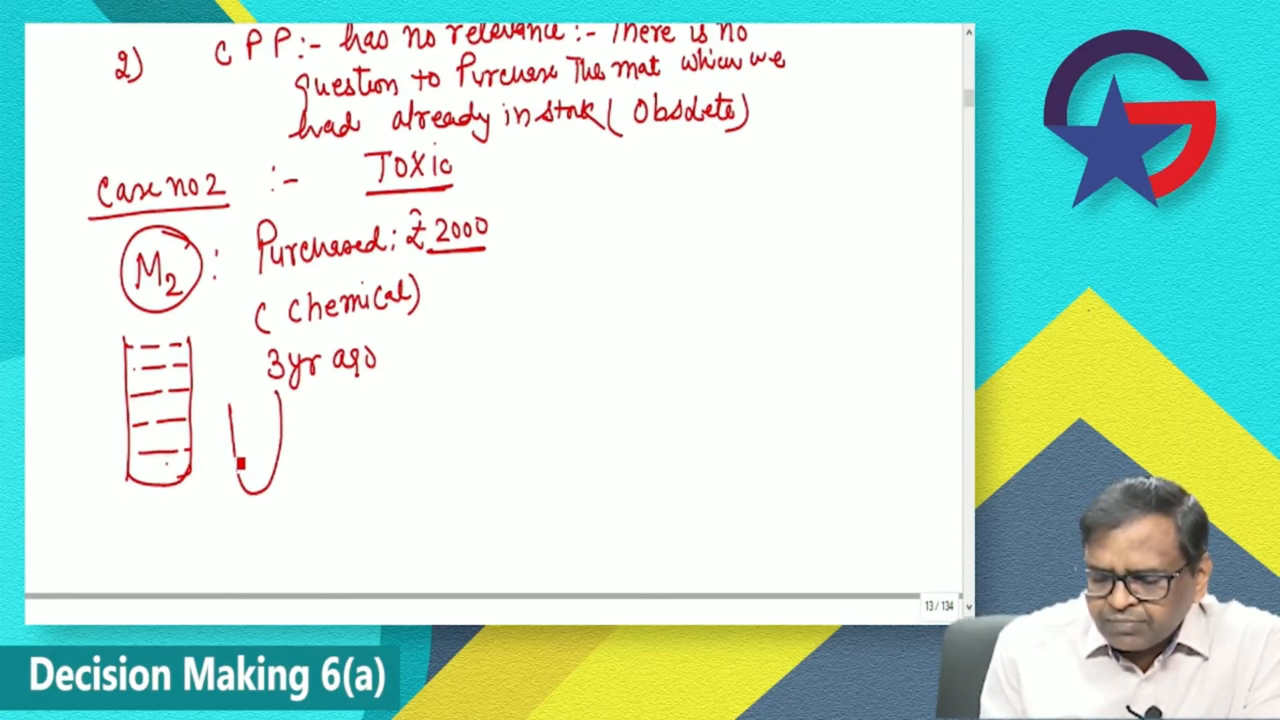 2) CPP:- has no relevance:- There is no
question to Purchase The mat which we
had already in stock (Obsolete)
Case no 2 :- TOXIC
M2 : Purchased: ₹ 2000
(Chemical)
3yr ago
13 / 134
Decision Making 6(a)